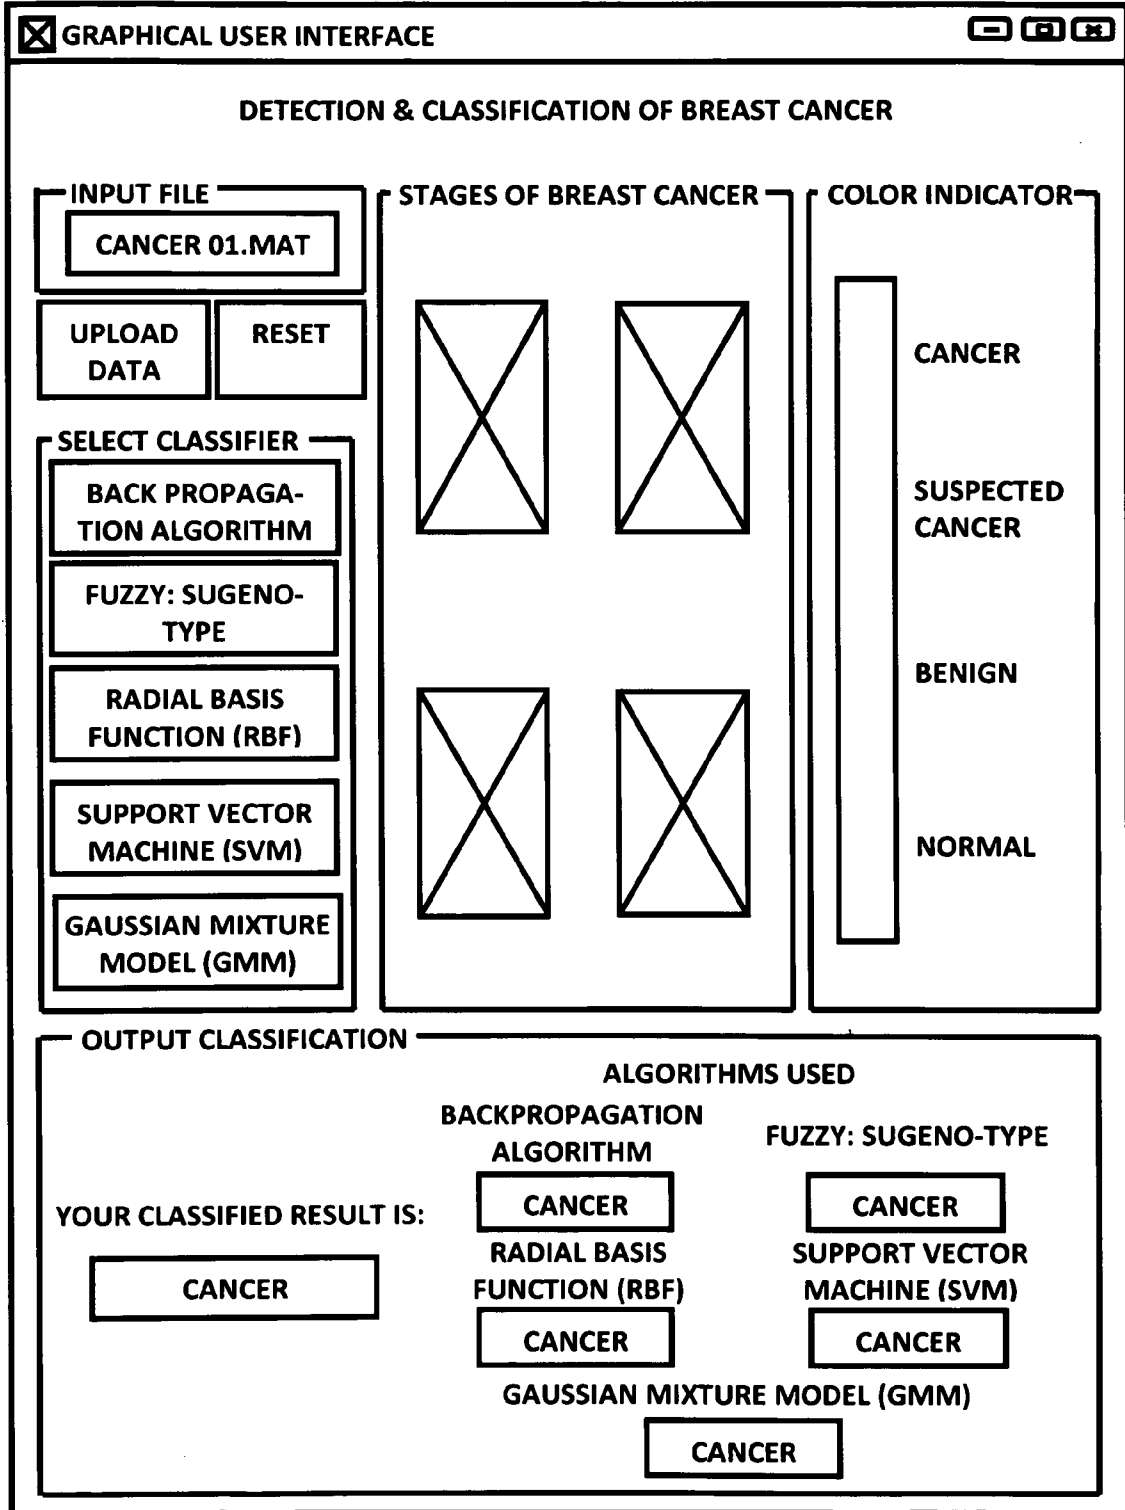 GRAPHICAL USER INTERFACE
DETECTION & CLASSIFICATION OF BREAST CANCER
INPUT FILE
CANCER 01.MAT
UPLOAD
DATA
RESET
SELECT CLASSIFIER
BACK PROPAGA-
TION ALGORITHM
FUZZY: SUGENO-
TYPE
RADIAL BASIS
FUNCTION (RBF)
SUPPORT VECTOR
MACHINE (SVM)
GAUSSIAN MIXTURE
MODEL (GMM)
STAGES OF BREAST CANCER
COLOR INDICATOR
CANCER
SUSPECTED
CANCER
BENIGN
NORMAL
OUTPUT CLASSIFICATION
YOUR CLASSIFIED RESULT IS:
CANCER
ALGORITHMS USED
BACKPROPAGATION
ALGORITHM
CANCER
FUZZY: SUGENO-TYPE
CANCER
RADIAL BASIS
FUNCTION (RBF)
CANCER
SUPPORT VECTOR
MACHINE (SVM)
CANCER
GAUSSIAN MIXTURE MODEL (GMM)
CANCER